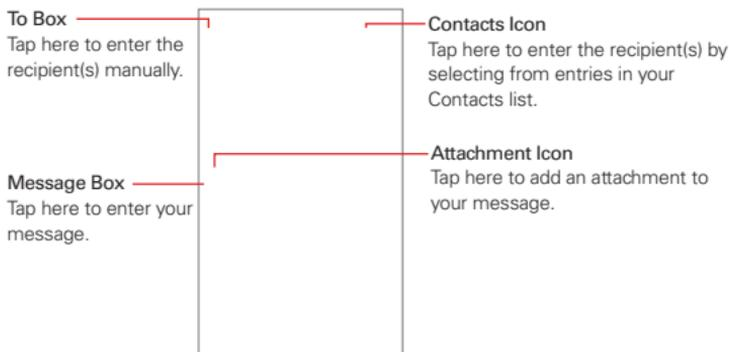 To Box
Tap here to enter the
recipient(s) manually.
Contacts Icon
Tap here to enter the recipient(s) by
selecting from entries in your
Contacts list.
Message Box
Tap here to enter your
message.
Attachment Icon
Tap here to add an attachment to
your message.